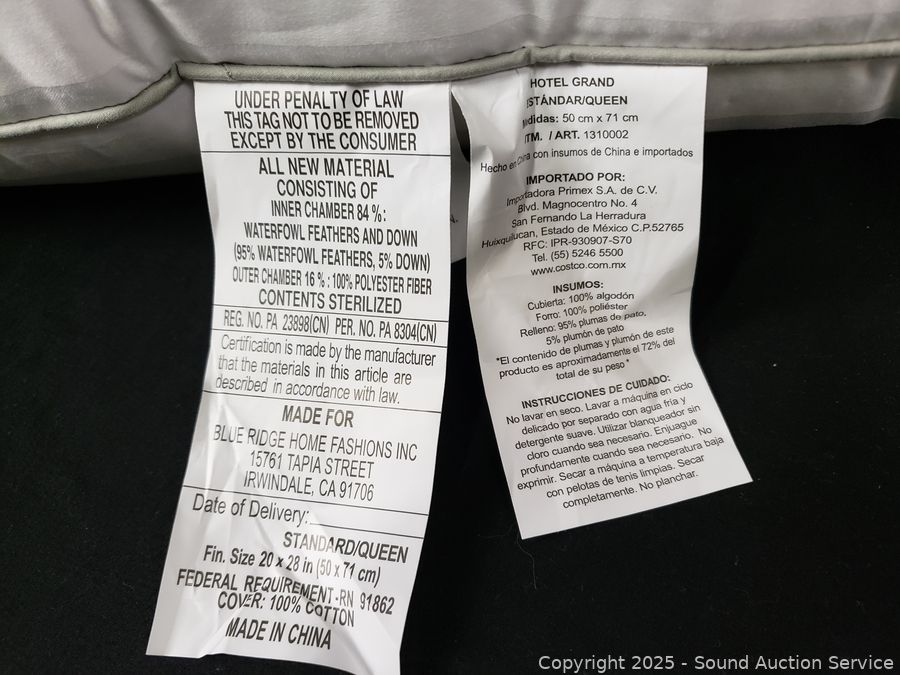 UNDER PENALTY OF LAW
THIS TAG NOT TO BE REMOVED
EXCEPT BY THE CONSUMER
ALL NEW MATERIAL
CONSISTING OF
INNER CHAMBER 84 %:
WATERFOWL FEATHERS AND DOWN
(95% WATERFOWL FEATHERS, 5% DOWN)
OUTER CHAMBER 16 % : 100% POLYESTER FIBER
CONTENTS STERILIZED
REG. NO. PA 23898(CN) PER. NO. PA 8304(CN)
Certification is made by the manufacturer
that the materials in this article are
described in accordance with law.
MADE FOR
BLUE RIDGE HOME FASHIONS INC
15761 TAPIA STREET
IRWINDALE, CA 91706
Date of Delivery:
STANDARD/QUEEN
Fin. Size 20 x 28 in (50 x 71 cm)
FEDERAL REQUIREMENT-RN 91862
COVER: 100% COTTON
MADE IN CHINA
HOTEL GRAND
ESTÁNDAR/QUEEN
Medidas: 50 cm x 71 cm
ITM. / ART. 1310002
Hecho en China con insumos de China e importados
IMPORTADO POR:
Importadora Primex S.A. de C.V.
Blvd. Magnocentro No. 4
San Fernando La Herradura
Huixquilucan, Estado de México C.P.52765
RFC: IPR-930907-S70
Tel. (55) 5246 5500
www.costco.com.mx
INSUMOS:
Cubierta: 100% algodón
Forro: 100% poliéster
Relleno: 95% plumas de pato,
5% plumón de pato
*El contenido de plumas y plumón de este
producto es aproximadamente el 72% del
total de su peso*
INSTRUCCIONES DE CUIDADO:
No lavar en seco. Lavar a máquina en ciclo
delicado por separado con agua fría y
detergente suave. Utilizar blanqueador sin
cloro cuando sea necesario. Enjuague
profundamente cuando sea necesario. No
exprimir. Secar a máquina a temperatura baja
con pelotas de tenis limpias. Secar
completamente. No planchar.
Copyright © 2025 - Sound Auction Service